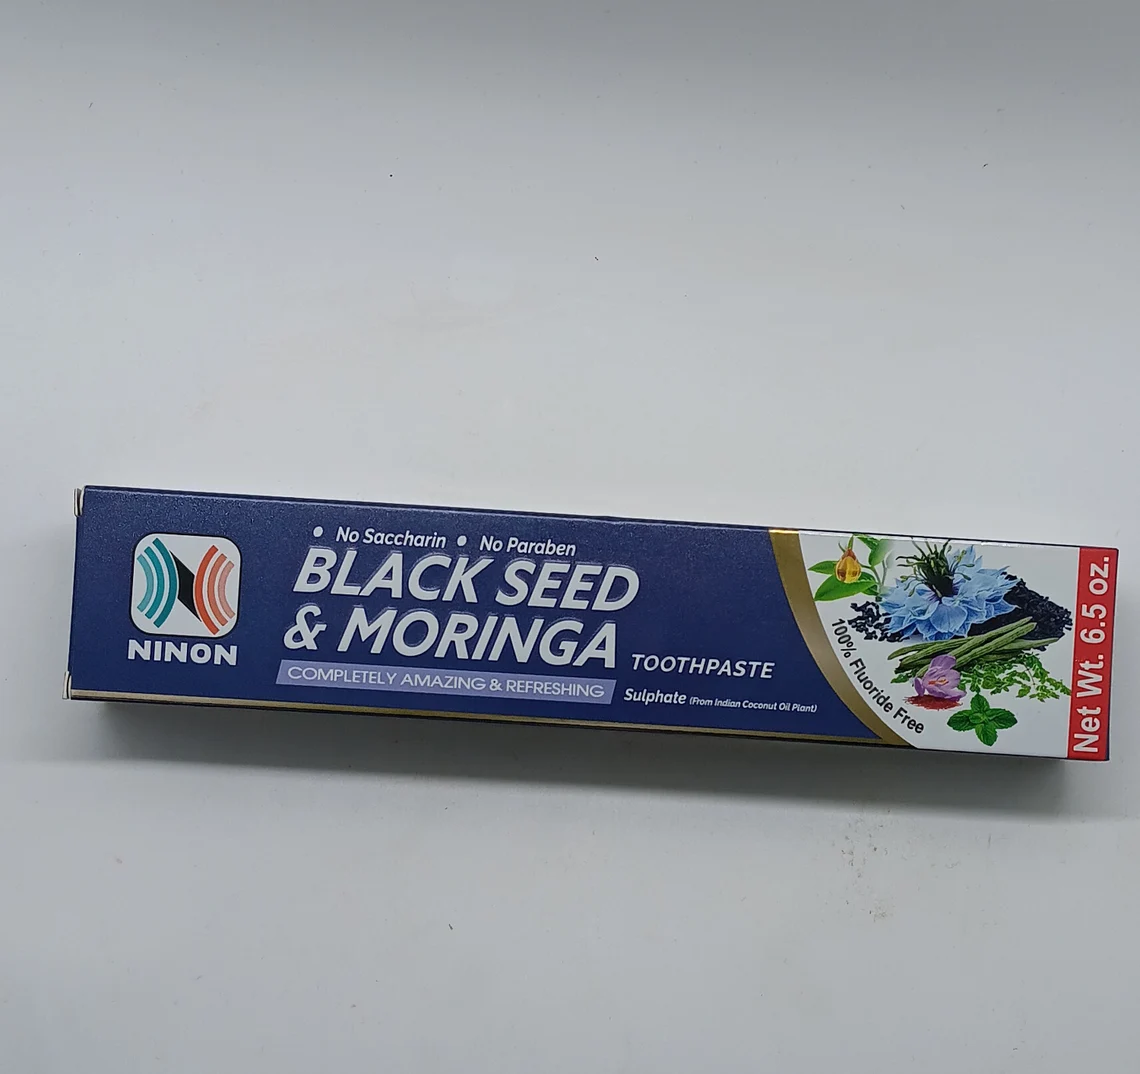 NINON
• No Saccharin • No Paraben
BLACK SEED
& MORINGA
TOOTHPASTE
COMPLETELY AMAZING & REFRESHING
Sulphate (From Indian Coconut Oil Plant)
100% Fluoride Free
Net Wt. 6.5 oz.